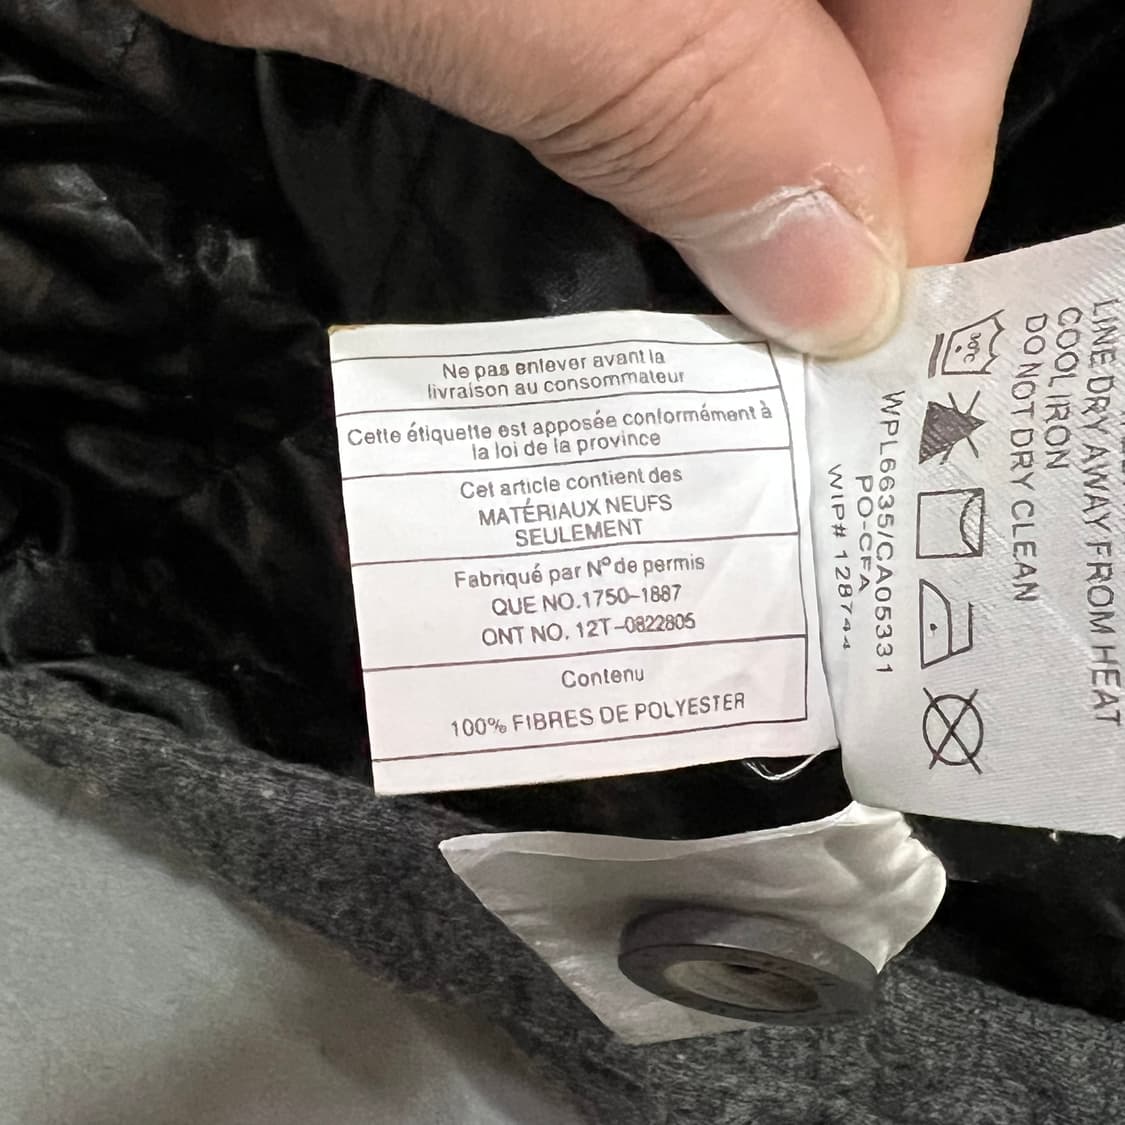 Ne pas enlever avant la
livraison au consommateur
Cette étiquette est apposée conformément à
la loi de la province
Cet article contient des
MATÉRIAUX NEUFS
SEULEMENT
Fabriqué par Nº de permis
QUE NO.1750-1887
ONT NO. 12T-0822805
Contenu
100% FIBRES DE POLYESTER
LINE DRY AWAY FROM HEAT
COOL IRON
DO NOT DRY CLEAN
30°C
WPL6635/CA05331
PO-CFA
WIP# 128744